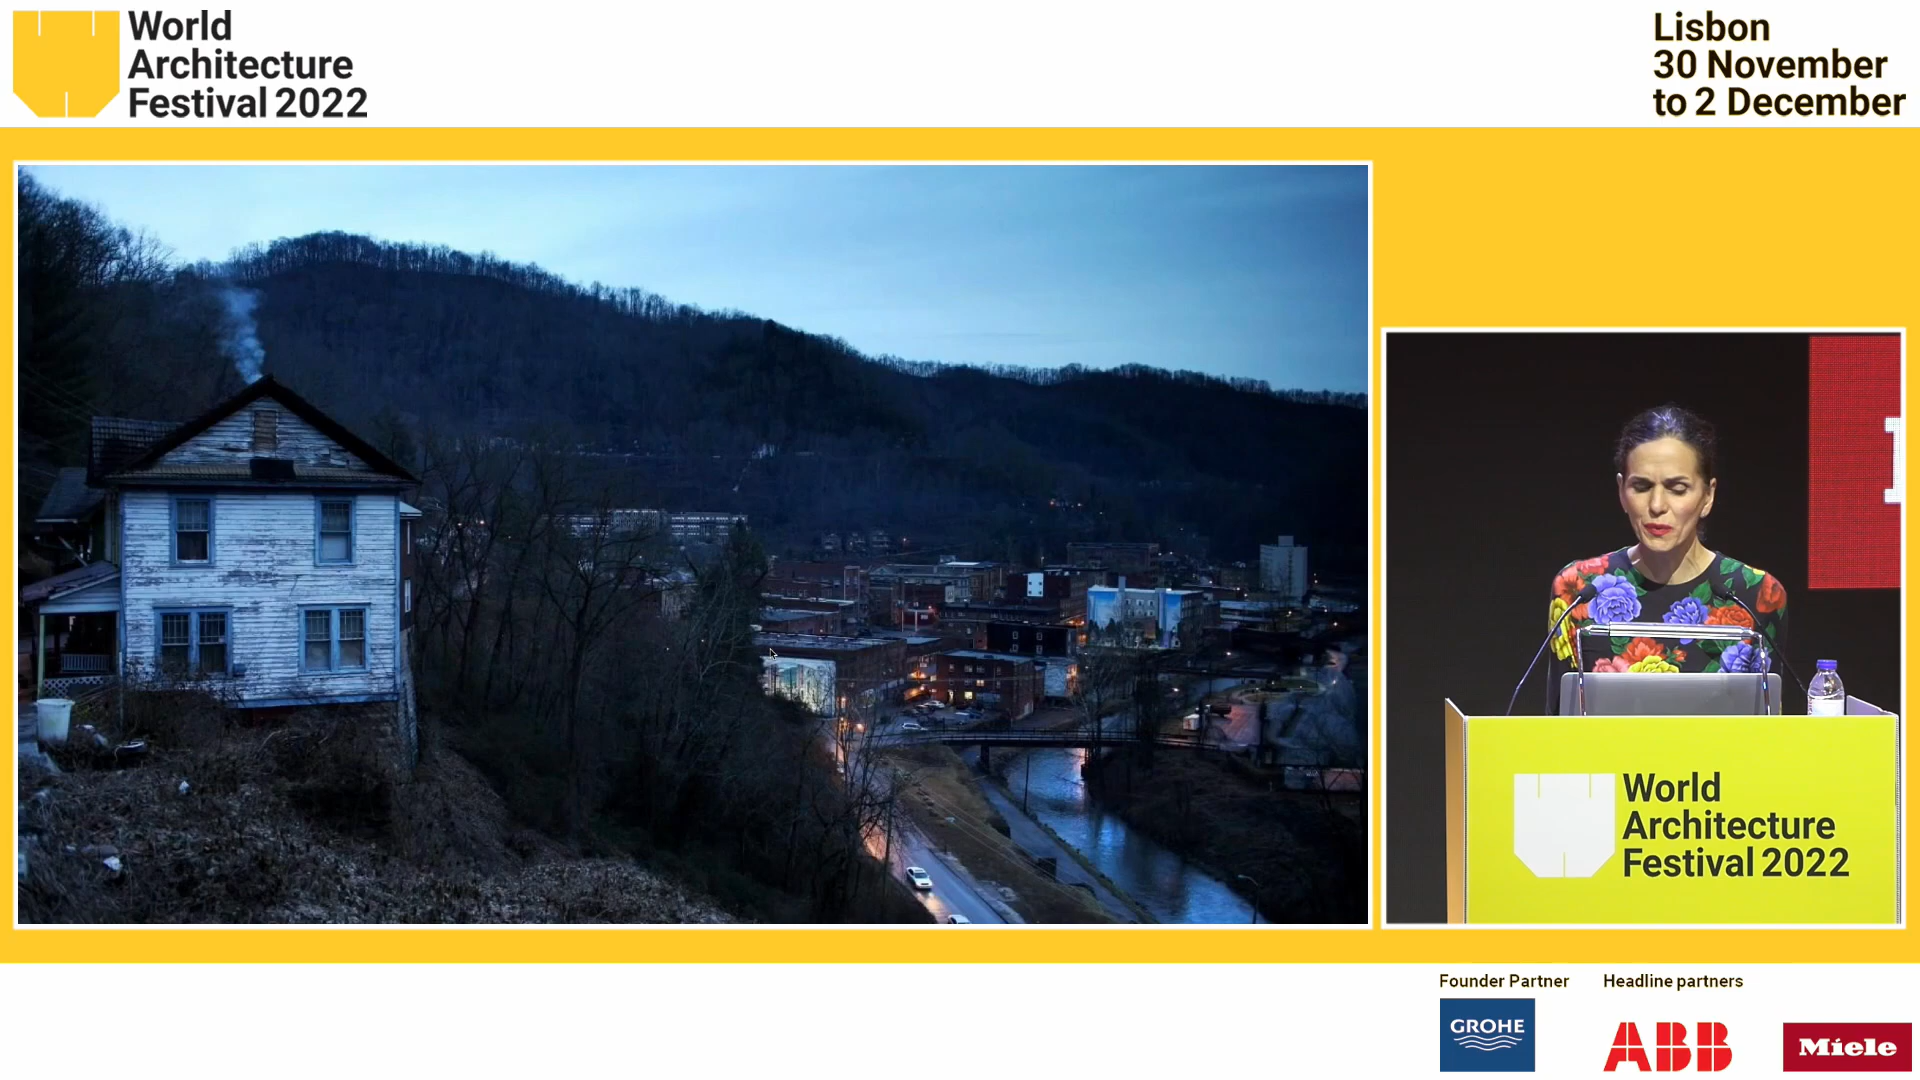 World
Architecture
Festival 2022
Lisbon
30 November
to 2 December
World
Architecture
Festival 2022
Founder Partner
Headline partners
GROHE
ABB
Miele